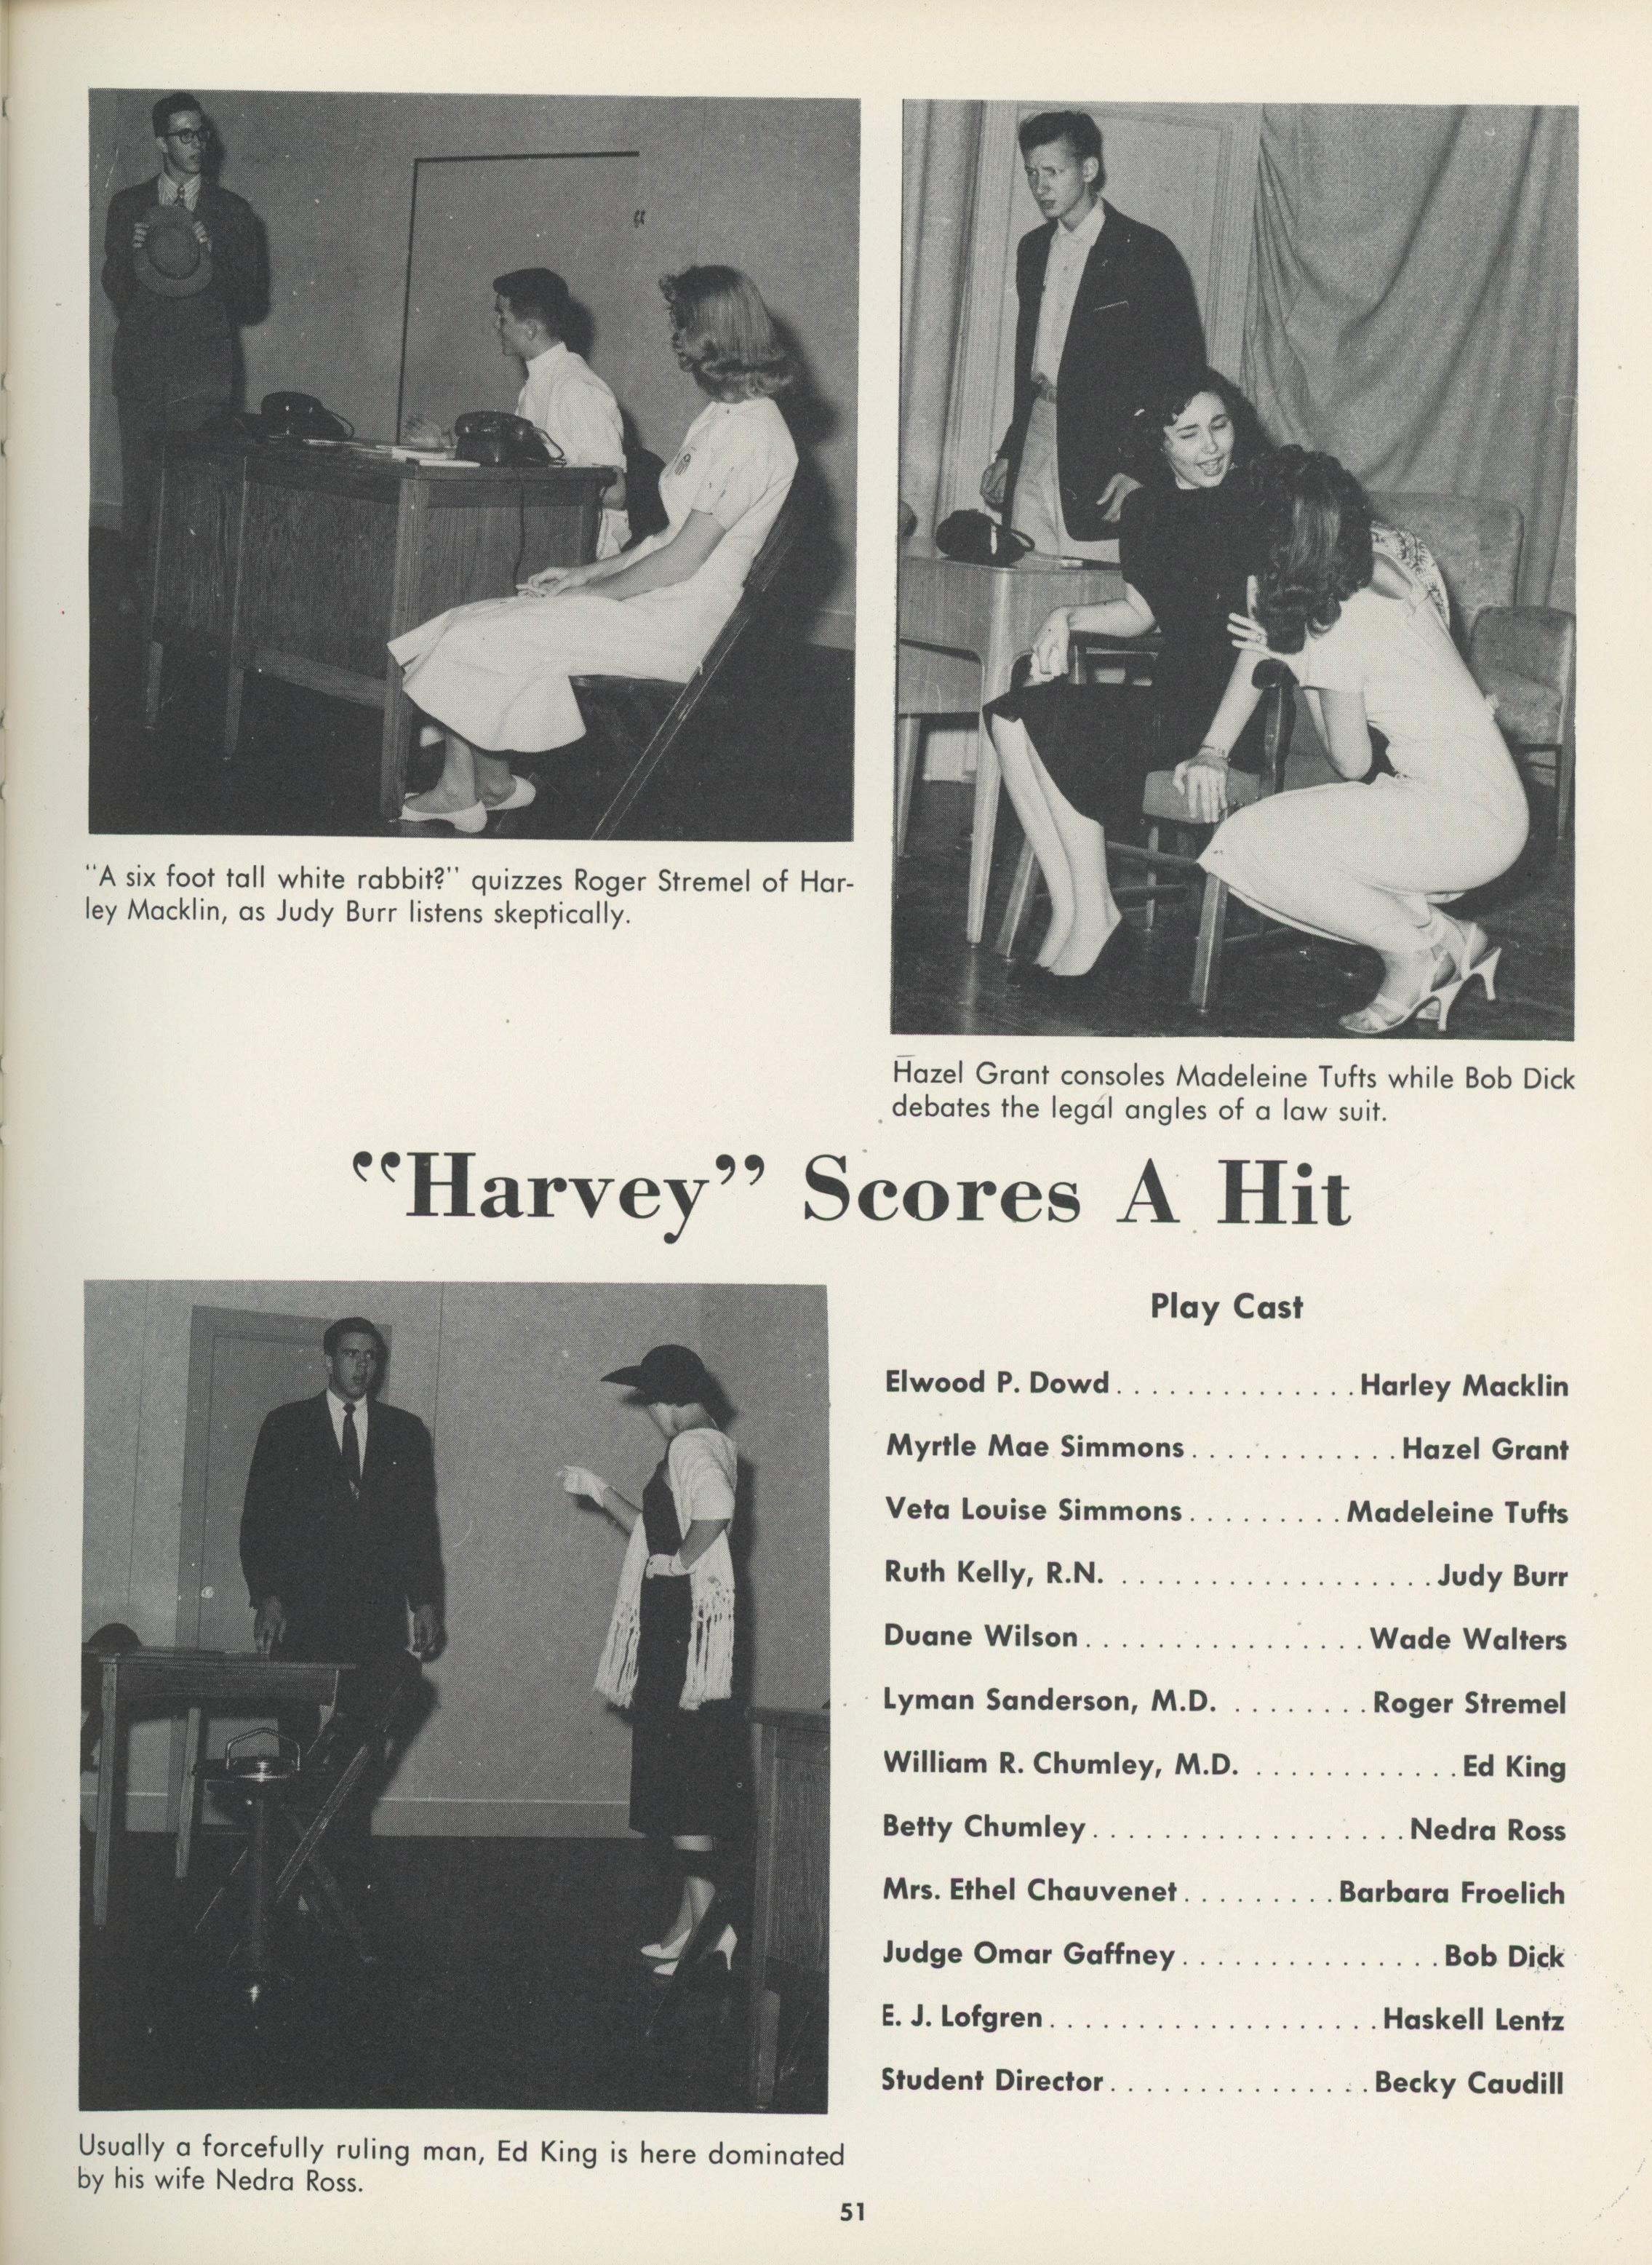 "A six foot tall white rabbit?" quizzes Roger Stremel of Har-
ley Macklin, as Judy Burr listens skeptically.
Hazel Grant consoles Madeleine Tufts while Bob Dick
debates the legal angles of a law suit.
"Harvey" Scores A Hit
Play Cast
Elwood P. Dowd . . . . . . . . . . . . . . Harley Macklin
Myrtle Mae Simmons . . . . . . . . . . . . Hazel Grant
Veta Louise Simmons . . . . . . . . . Madeleine Tufts
Ruth Kelly, R.N. . . . . . . . . . . . . . . . . . . Judy Burr
Duane Wilson . . . . . . . . . . . . . . . . Wade Walters
Lyman Sanderson, M.D. . . . . . . . . Roger Stremel
William R. Chumley, M.D. . . . . . . . . . . . . Ed King
Betty Chumley . . . . . . . . . . . . . . . . . . Nedra Ross
Mrs. Ethel Chauvenet . . . . . . . . . Barbara Froelich
Judge Omar Gaffney . . . . . . . . . . . . . . . Bob Dick
E. J. Lofgren . . . . . . . . . . . . . . . . . . . Haskell Lentz
Student Director . . . . . . . . . . . . . . . Becky Caudill
Usually a forcefully ruling man, Ed King is here dominated
by his wife Nedra Ross.
51